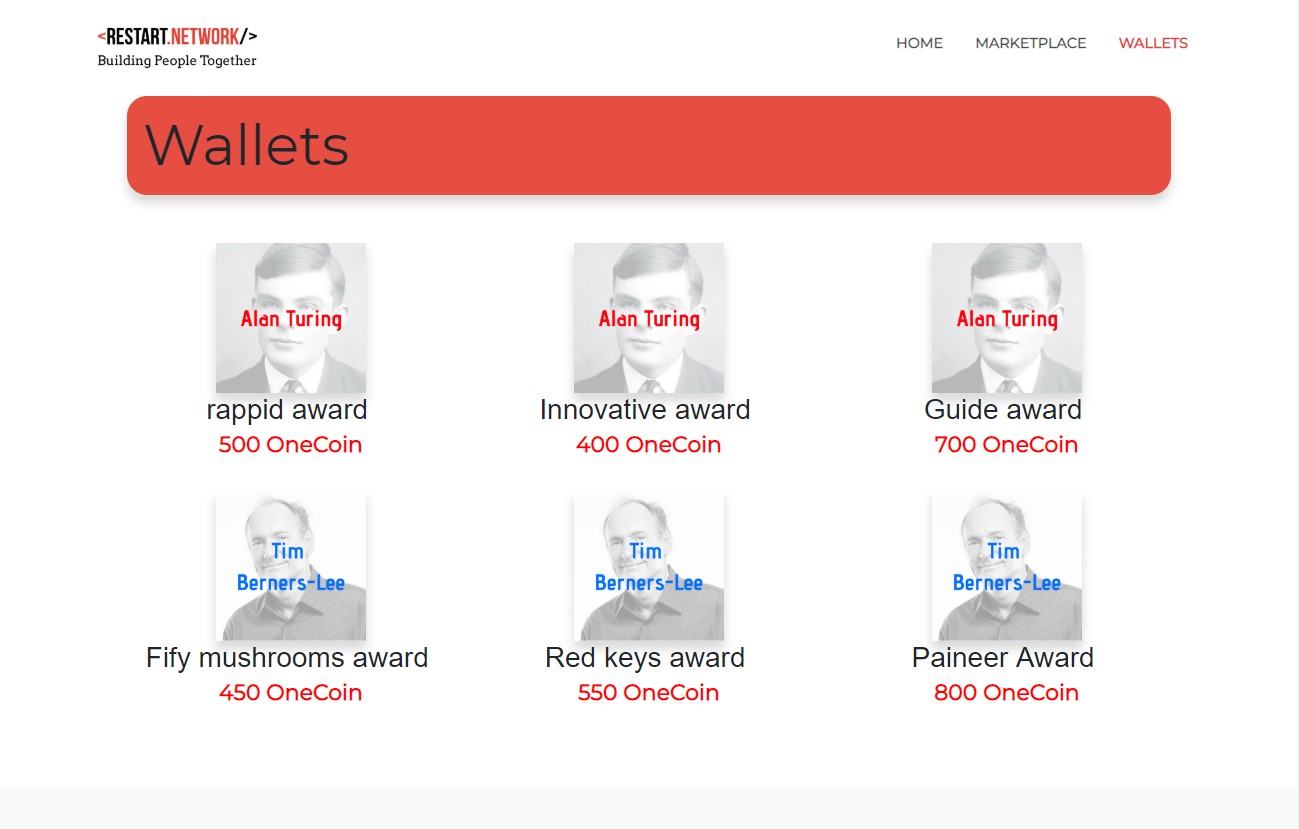 <RESTART.NETWORK/>
Building People Together
HOME
MARKETPLACE
WALLETS
Wallets
Alan Turing
Alan Turing
Alan Turing
rappid award
Innovative award
Guide award
500 OneCoin
400 OneCoin
700 OneCoin
Tim
Berners-Lee
Tim
Berners-Lee
Tim
Berners-Lee
Fify mushrooms award
Red keys award
Paineer Award
450 OneCoin
550 OneCoin
800 OneCoin